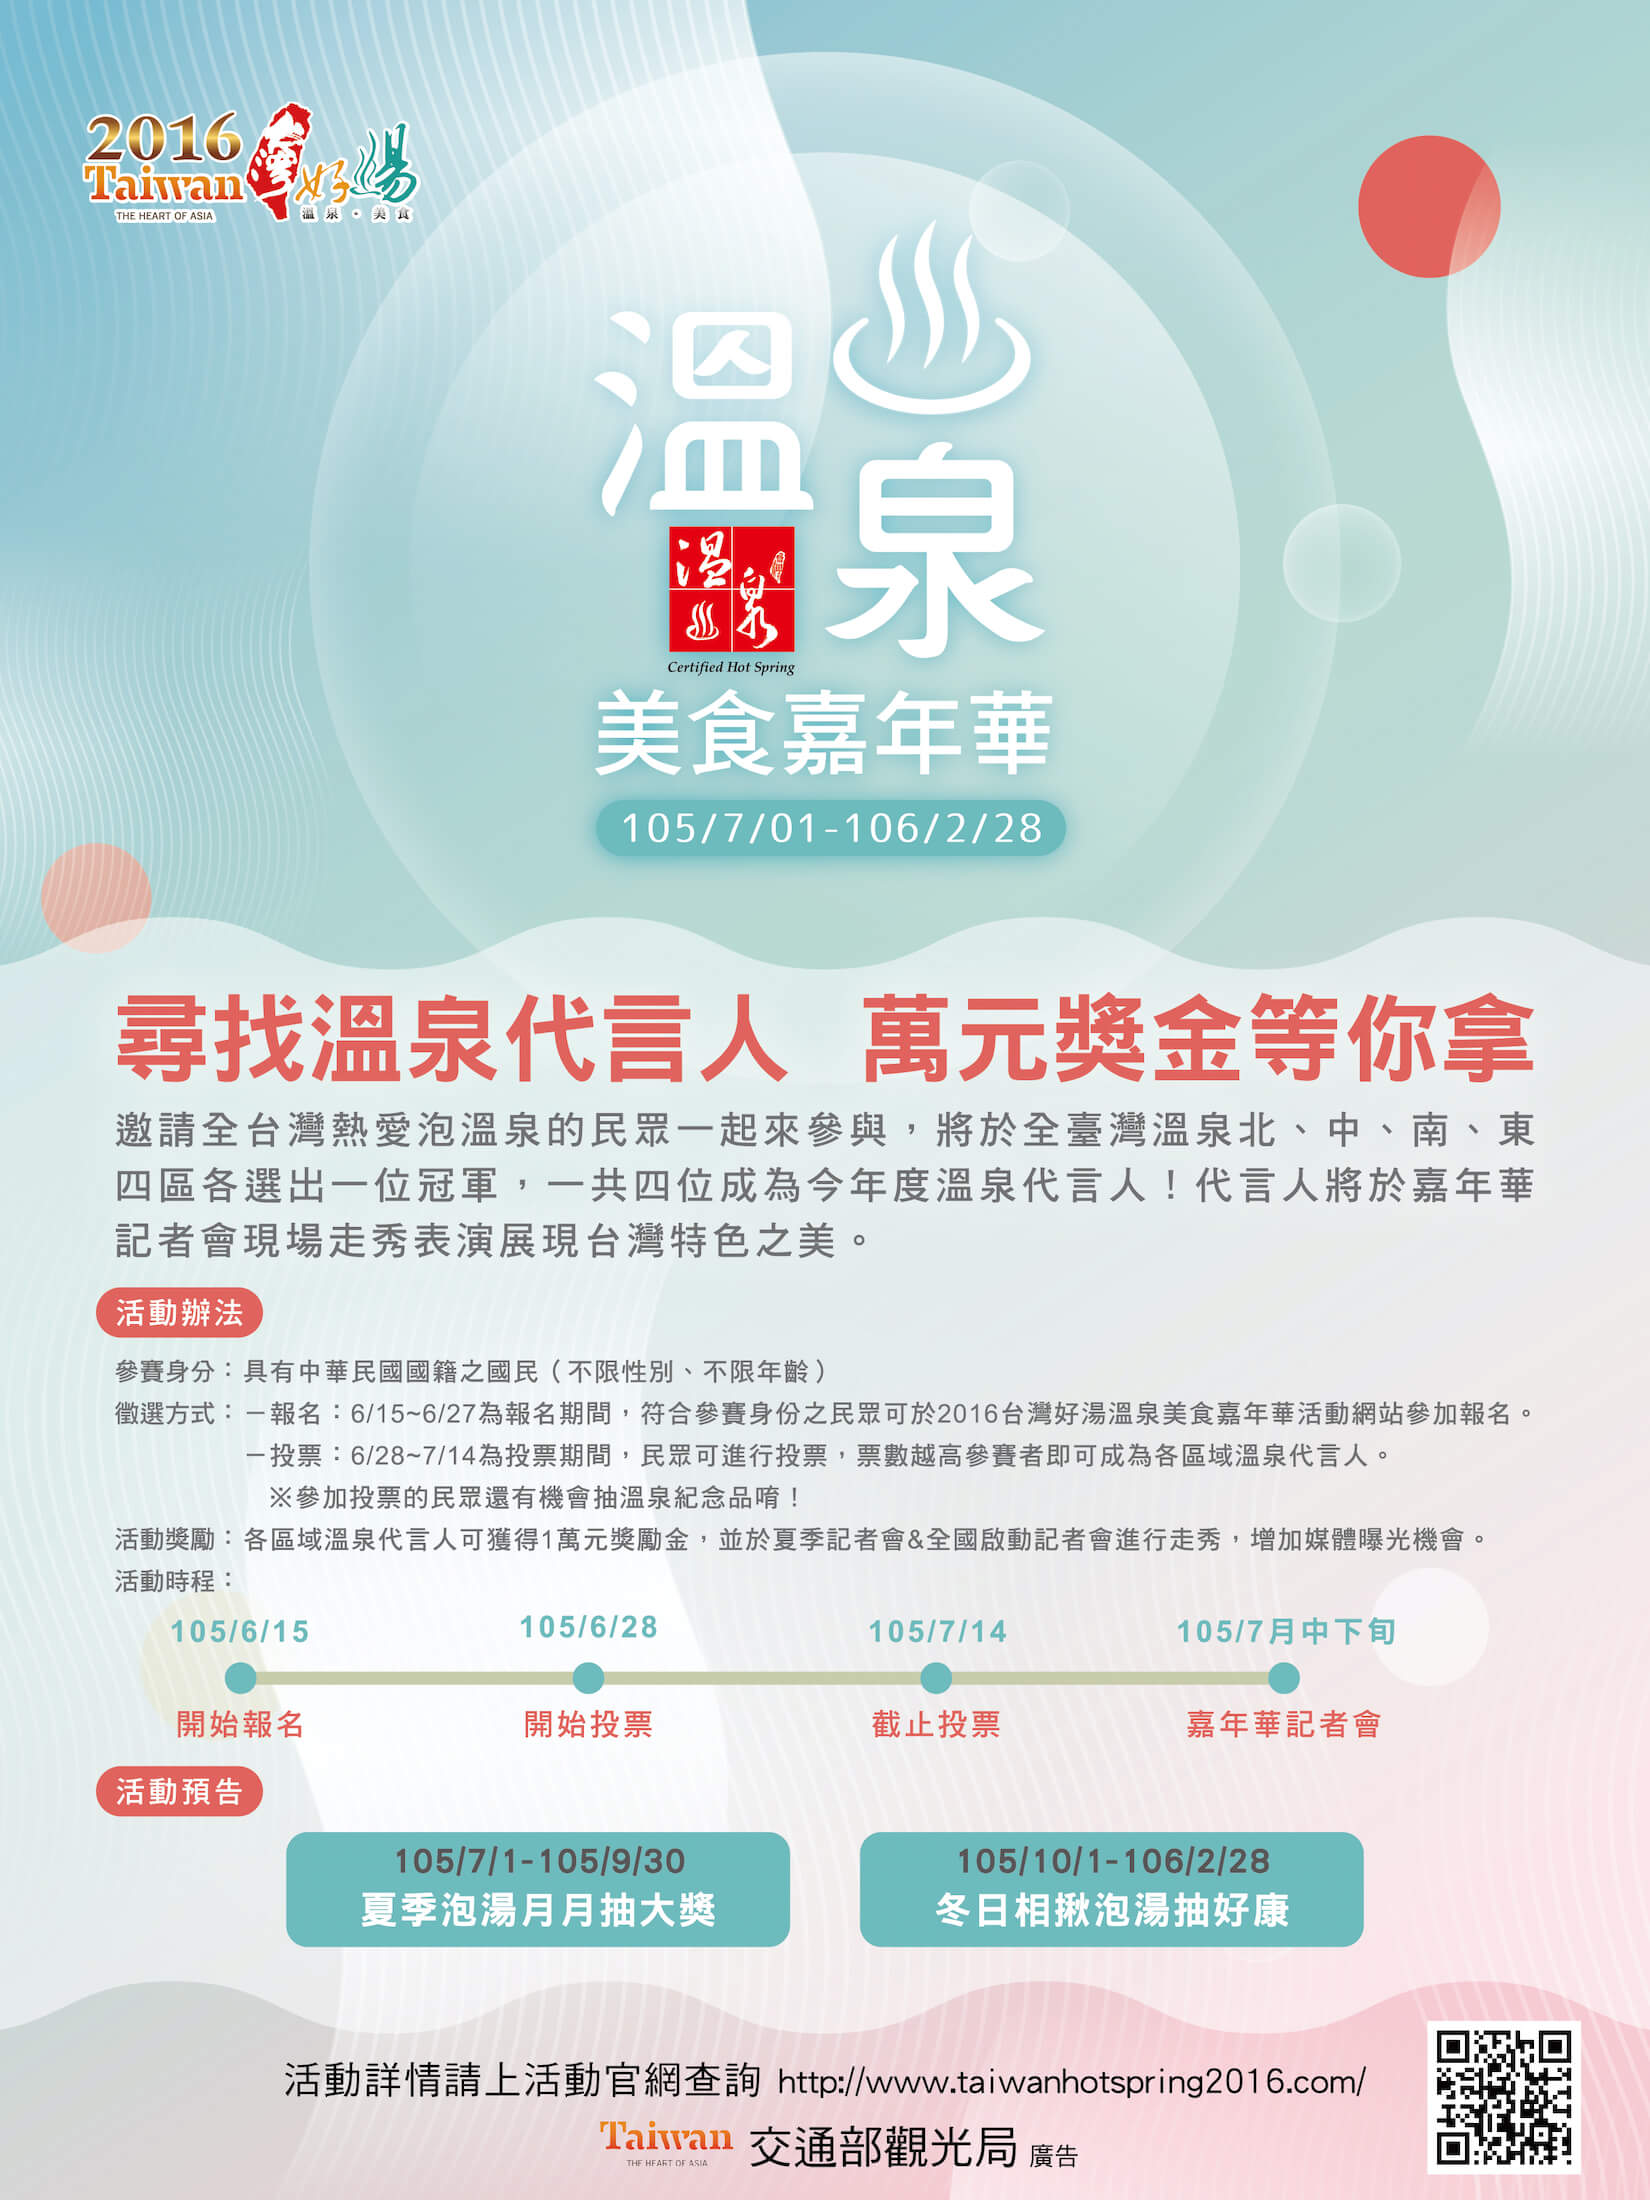 2016
Taiwan
THE HEART OF ASIA
灣好湯
溫泉・美食
溫泉
溫泉
Certified Hot Spring
美食嘉年華
105/7/01-106/2/28
尋找溫泉代言人 萬元獎金等你拿
邀請全台灣熱愛泡溫泉的民眾一起來參與，將於全臺灣溫泉北、中、南、東
四區各選出一位冠軍，一共四位成為今年度溫泉代言人！代言人將於嘉年華
記者會現場走秀表演展現台灣特色之美。
活動辦法
參賽身分：具有中華民國國籍之國民（不限性別、不限年齡）
徵選方式：－報名：6/15~6/27為報名期間，符合參賽身份之民眾可於2016台灣好湯溫泉美食嘉年華活動網站參加報名。
－投票：6/28~7/14為投票期間，民眾可進行投票，票數越高參賽者即可成為各區域溫泉代言人。
※參加投票的民眾還有機會抽溫泉紀念品唷！
活動獎勵：各區域溫泉代言人可獲得1萬元獎勵金，並於夏季記者會&全國啟動記者會進行走秀，增加媒體曝光機會。
活動時程：
105/6/15 105/6/28 105/7/14 105/7月中下旬
開始報名 開始投票 截止投票 嘉年華記者會
活動預告
105/7/1-105/9/30
夏季泡湯月月抽大獎
105/10/1-106/2/28
冬日相揪泡湯抽好康
活動詳情請上活動官網查詢 http://www.taiwanhotspring2016.com/
Taiwan
THE HEART OF ASIA
交通部觀光局 廣告